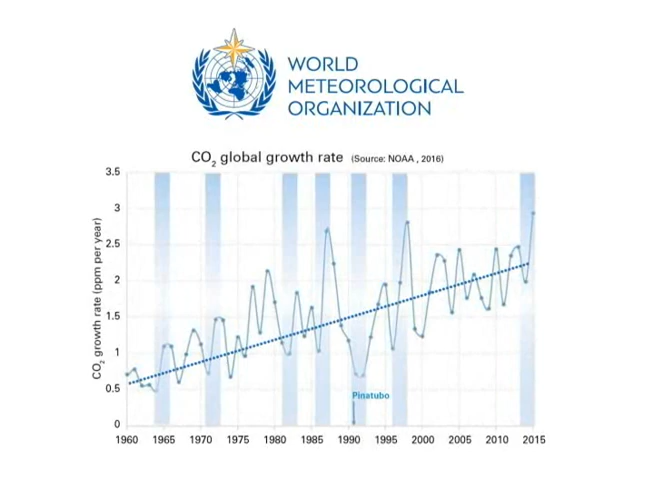 WORLD
METEOROLOGICAL
ORGANIZATION
CO₂ global growth rate (Source: NOAA , 2016)
CO₂ growth rate (ppm per year)
3.5
3
2.5
2
1.5
1
0.5
0
Pinatubo
1960 1965 1970 1975 1980 1985 1990 1995 2000 2005 2010 2015